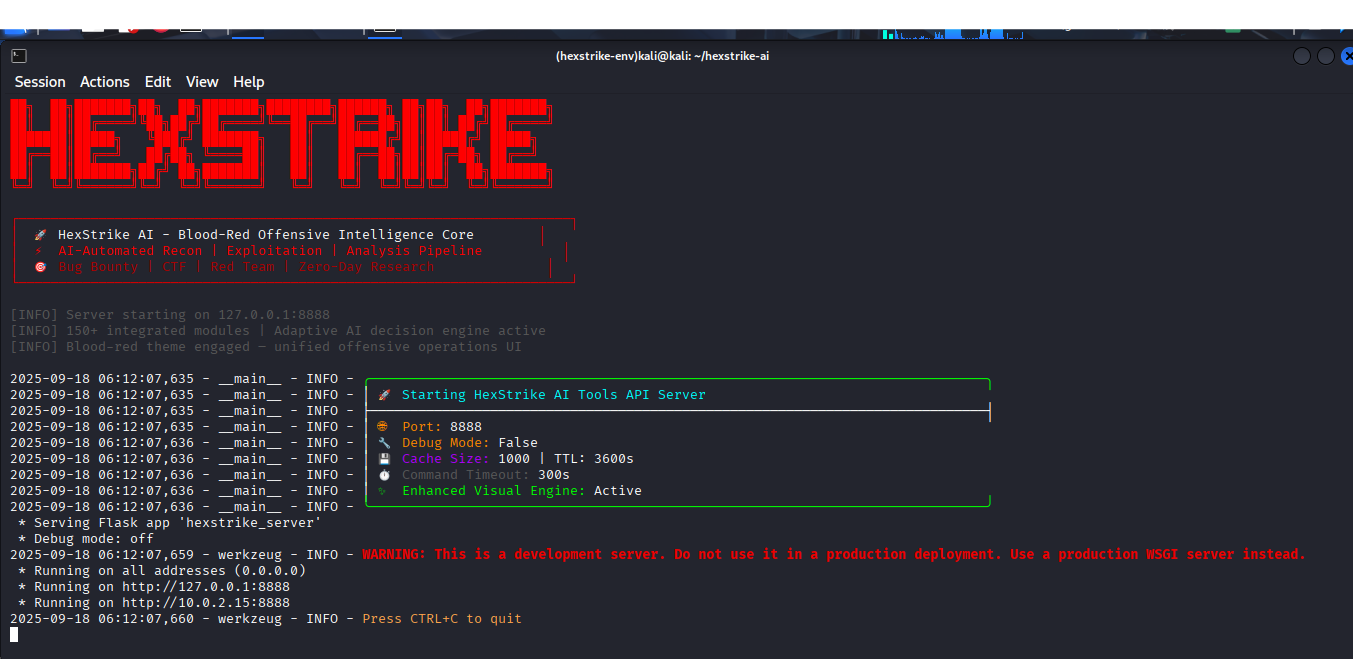 (hexstrike-env)kali@kali: ~/hexstrike-ai
Session Actions Edit View Help
HEXSTRIKE
🚀 HexStrike AI - Blood-Red Offensive Intelligence Core
⚡ AI-Automated Recon | Exploitation | Analysis Pipeline
🎯 Bug Bounty | CTF | Red Team | Zero-Day Research
[INFO] Server starting on 127.0.0.1:8888
[INFO] 150+ integrated modules | Adaptive AI decision engine active
[INFO] Blood-red theme engaged – unified offensive operations UI
2025-09-18 06:12:07,635 - __main__ - INFO -
2025-09-18 06:12:07,635 - __main__ - INFO - 🚀 Starting HexStrike AI Tools API Server
2025-09-18 06:12:07,635 - __main__ - INFO -
2025-09-18 06:12:07,635 - __main__ - INFO - 🌐 Port: 8888
2025-09-18 06:12:07,636 - __main__ - INFO - 🔧 Debug Mode: False
2025-09-18 06:12:07,636 - __main__ - INFO - 💾 Cache Size: 1000 | TTL: 3600s
2025-09-18 06:12:07,636 - __main__ - INFO - ⏱️ Command Timeout: 300s
2025-09-18 06:12:07,636 - __main__ - INFO - ✨ Enhanced Visual Engine: Active
2025-09-18 06:12:07,636 - __main__ - INFO -
* Serving Flask app 'hexstrike_server'
* Debug mode: off
2025-09-18 06:12:07,659 - werkzeug - INFO - WARNING: This is a development server. Do not use it in a production deployment. Use a production WSGI server instead.
* Running on all addresses (0.0.0.0)
* Running on http://127.0.0.1:8888
* Running on http://10.0.2.15:8888
2025-09-18 06:12:07,660 - werkzeug - INFO - Press CTRL+C to quit